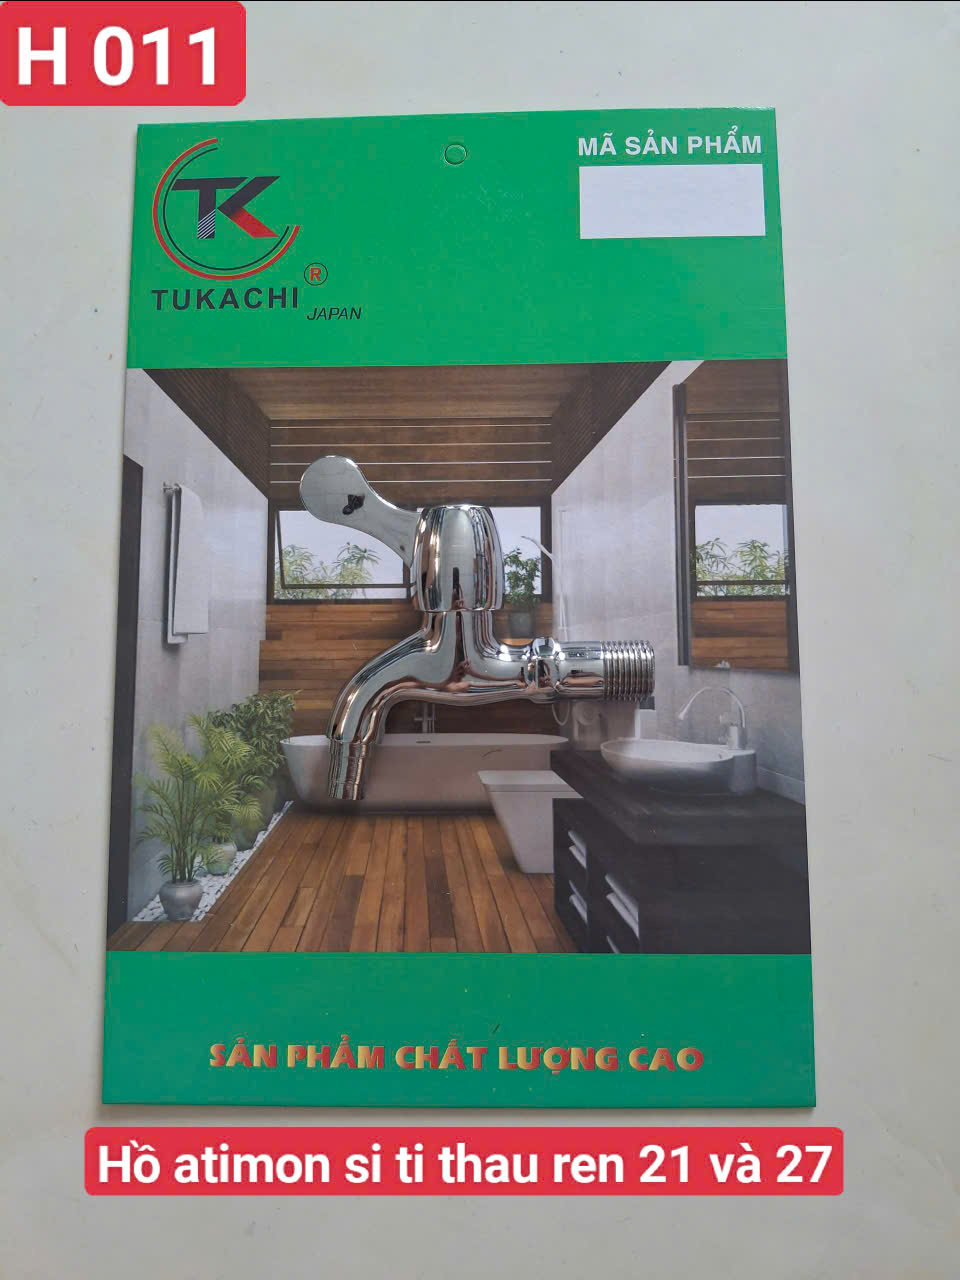 H 011
MÃ SẢN PHẨM
TK
TUKACHI ®
JAPAN
SẢN PHẨM CHẤT LƯỢNG CAO
Hồ atimon si ti thau ren 21 và 27